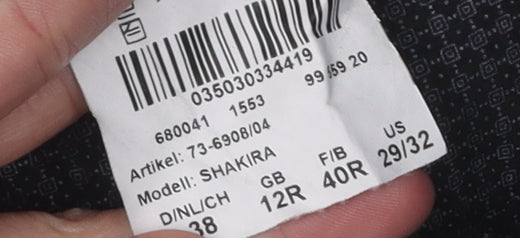 035030334419
680041 1553 99 59 20
Artikel: 73-6908/04
Modell: SHAKIRA
D/NL/CH GB F/B US
38 12R 40R 29/32